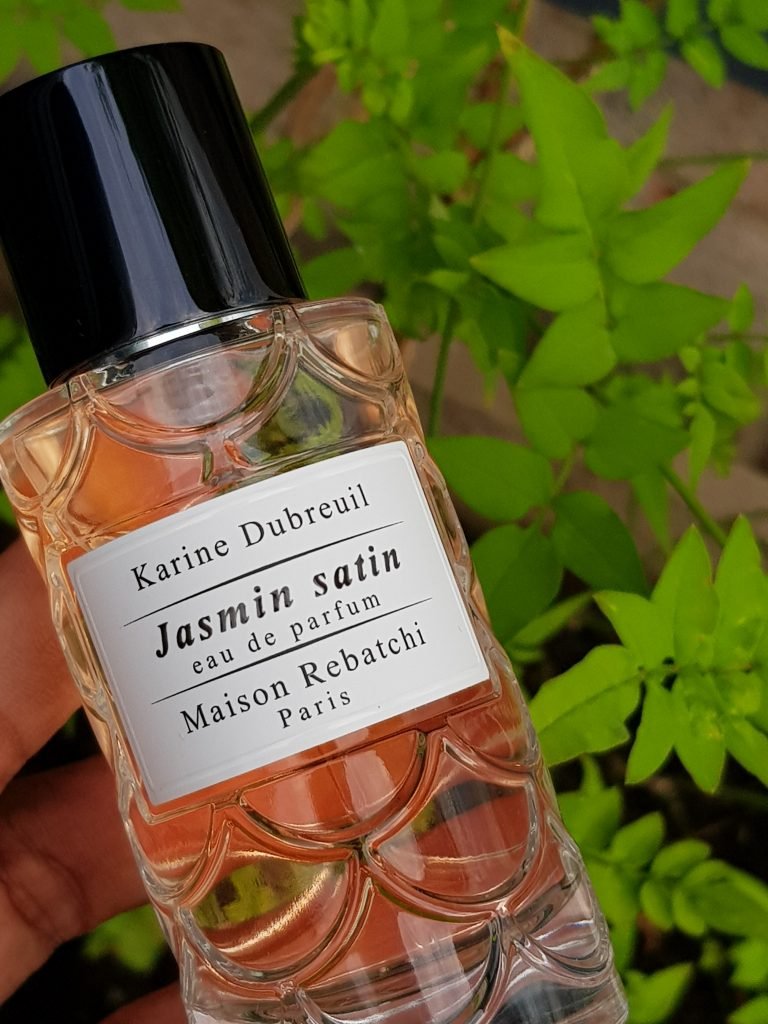 Karine Dubreuil
Jasmin satin
eau de parfum
Maison Rebatchi
Paris